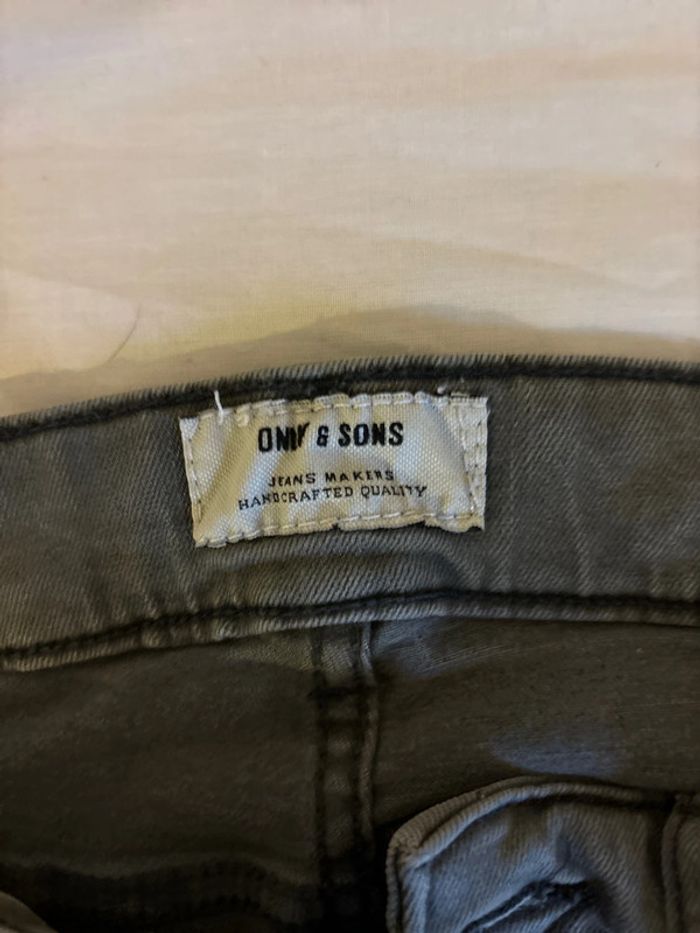 ONLY & SONS
JEANS MAKERS
HANDCRAFTED QUALITY